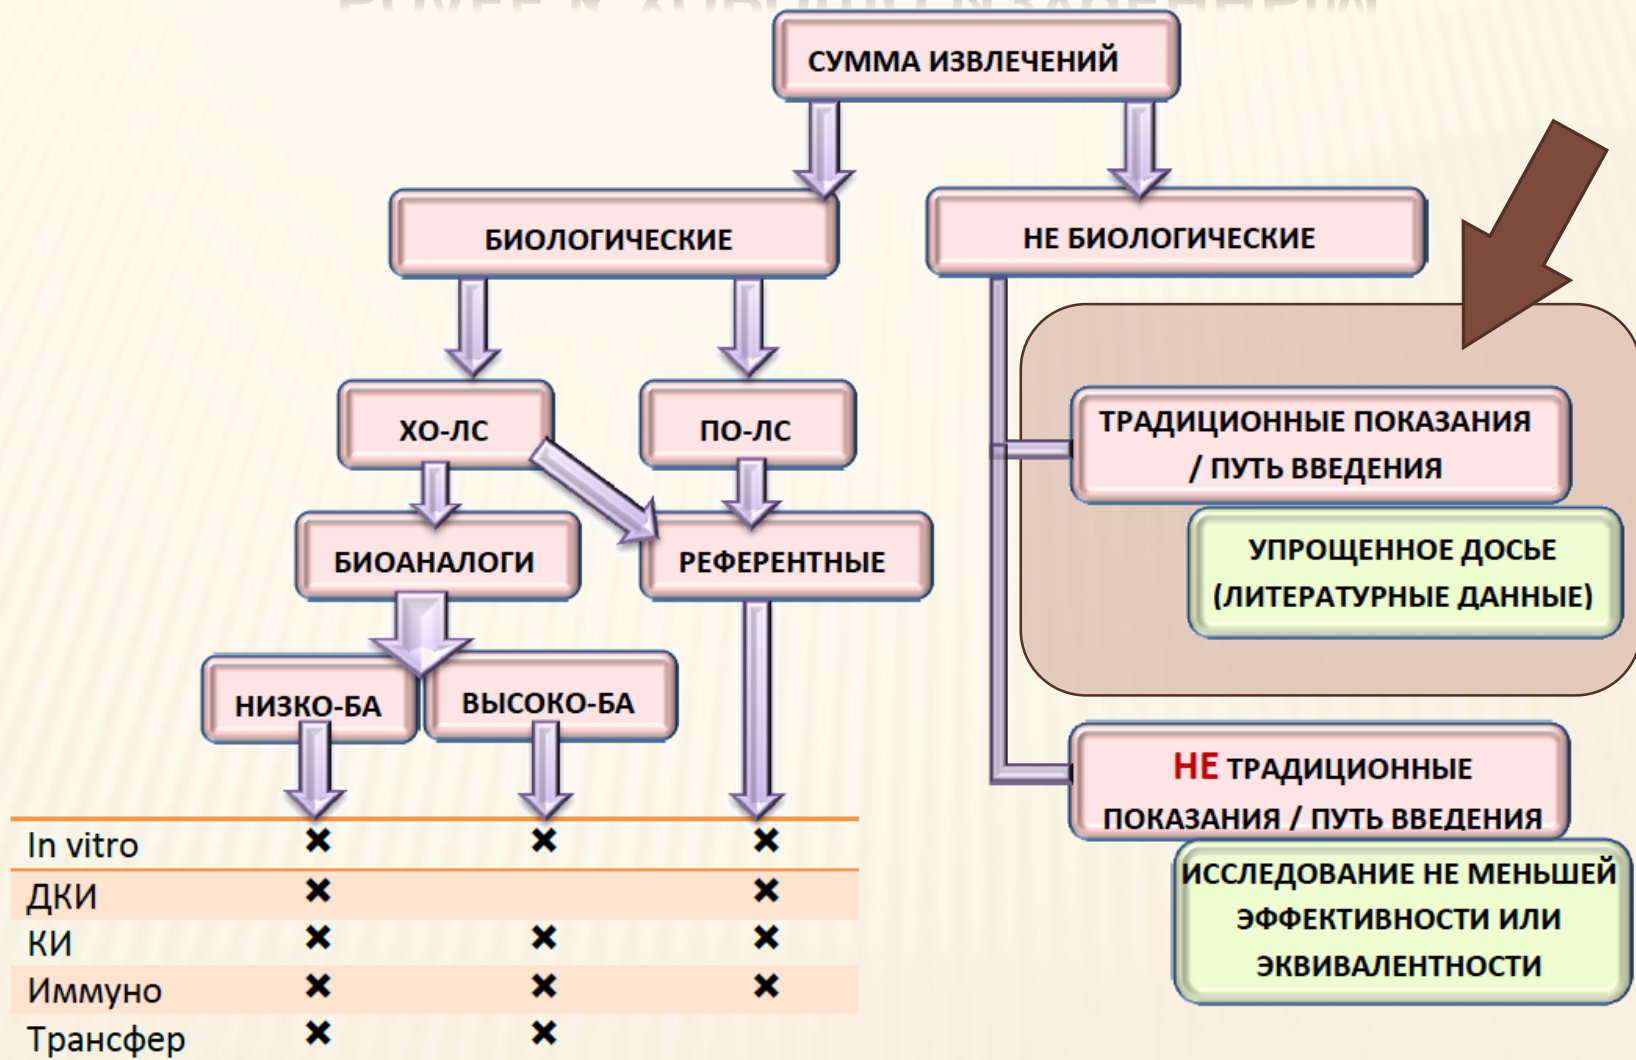 СУММА ИЗВЛЕЧЕНИЙ
БИОЛОГИЧЕСКИЕ
НЕ БИОЛОГИЧЕСКИЕ
ХО-ЛС
ПО-ЛС
ТРАДИЦИОННЫЕ ПОКАЗАНИЯ
/ ПУТЬ ВВЕДЕНИЯ
БИОАНАЛОГИ
РЕФЕРЕНТНЫЕ
УПРОЩЕННОЕ ДОСЬЕ
(ЛИТЕРАТУРНЫЕ ДАННЫЕ)
НИЗКО-БА
ВЫСОКО-БА
НЕ ТРАДИЦИОННЫЕ
ПОКАЗАНИЯ / ПУТЬ ВВЕДЕНИЯ
ИССЛЕДОВАНИЕ НЕ МЕНЬШЕЙ
ЭФФЕКТИВНОСТИ ИЛИ
ЭКВИВАЛЕНТНОСТИ
In vitro ✖ ✖ ✖
ДКИ ✖ ✖
КИ ✖ ✖ ✖
Иммуно ✖ ✖ ✖
Трансфер ✖ ✖